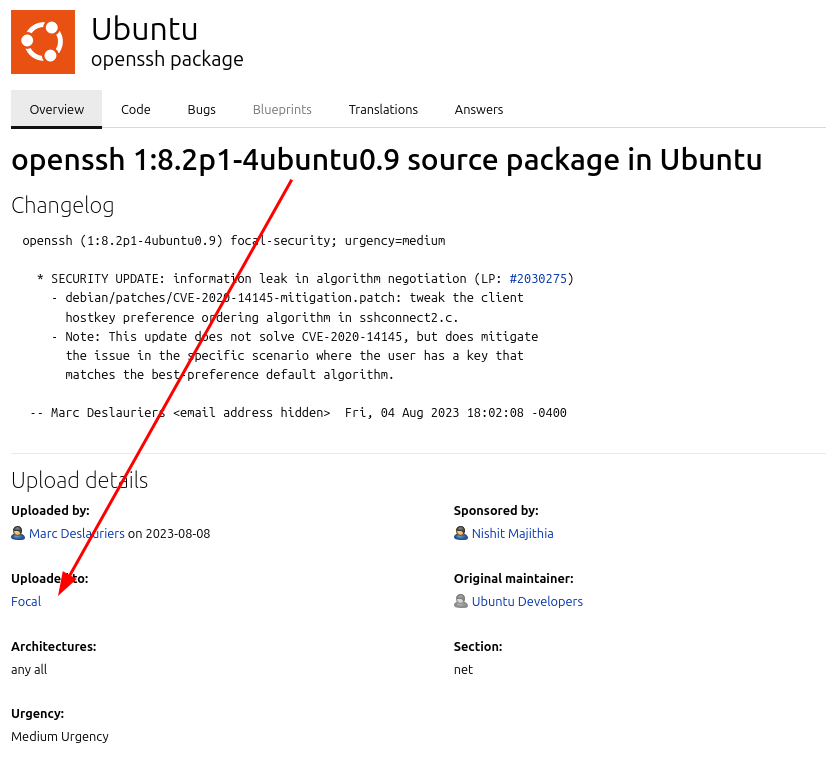 Ubuntu
openssh package
Overview Code Bugs Blueprints Translations Answers
openssh 1:8.2p1-4ubuntu0.9 source package in Ubuntu
Changelog
openssh (1:8.2p1-4ubuntu0.9) focal-security; urgency=medium
* SECURITY UPDATE: information leak in algorithm negotiation (LP: #2030275)
- debian/patches/CVE-2020-14145-mitigation.patch: tweak the client
hostkey preference ordering algorithm in sshconnect2.c.
- Note: This update does not solve CVE-2020-14145, but does mitigate
the issue in the specific scenario where the user has a key that
matches the best-preference default algorithm.
-- Marc Deslauriers <email address hidden>  Fri, 04 Aug 2023 18:02:08 -0400
Upload details
Uploaded by: Sponsored by:
Marc Deslauriers on 2023-08-08 Nishit Majithia
Uploaded to: Original maintainer:
Focal Ubuntu Developers
Architectures: Section:
any all net
Urgency:
Medium Urgency